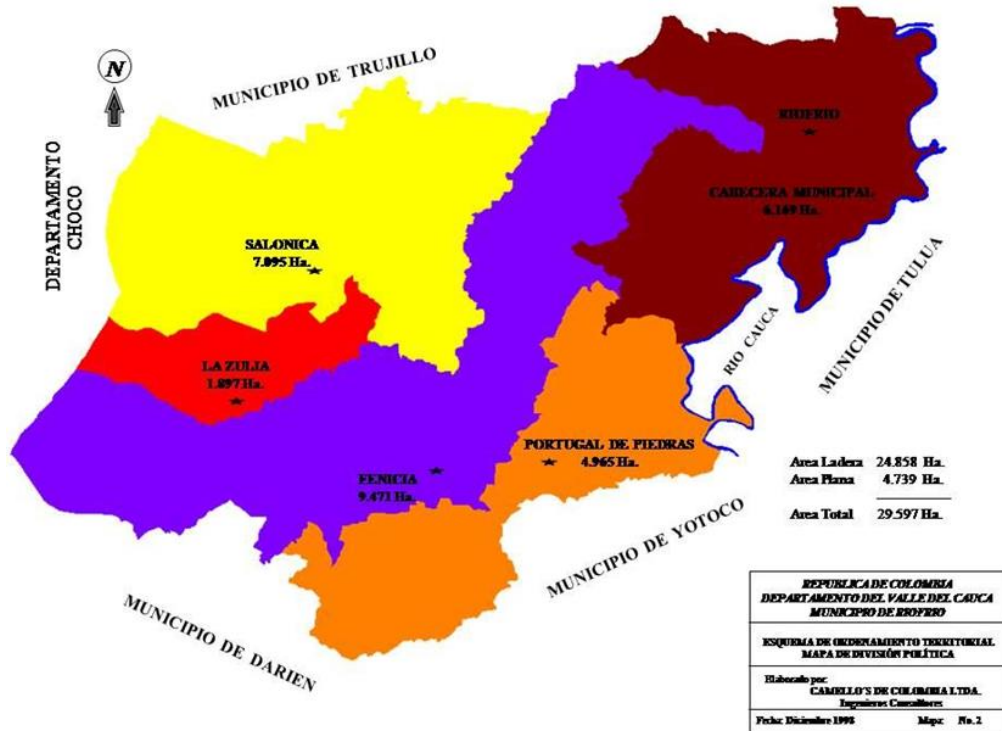 N
MUNICIPIO DE TRUJILLO
DEPARTAMENTO
CHOCO
RIOFRIO
CABECERA MUNICIPAL
6.169 Ha.
SALONICA
7.095 Ha.
MUNICIPIO DE TULUA
RIO CAUCA
LA ZULIA
1.897 Ha.
PORTUGAL DE PIEDRAS
4.965 Ha.
FENICIA
9.471 Ha.
Area Ladera 24.858 Ha.
Area Plana 4.739 Ha.
Area Total 29.597 Ha.
MUNICIPIO DE YOTOCO
MUNICIPIO DE DARIEN
REPUBLICA DE COLOMBIA
DEPARTAMENTO DEL VALLE DEL CAUCA
MUNICIPIO DE RIOFRIO
ESQUEMA DE ORDENAMIENTO TERRITORIAL
MAPA DE DIVISIÓN POLÍTICA
Elaborado por:
CAMELLO'S DE COLOMBIA LTDA.
Ingenieros Consultores
Fecha: Diciembre 1998 Mapa: No. 2